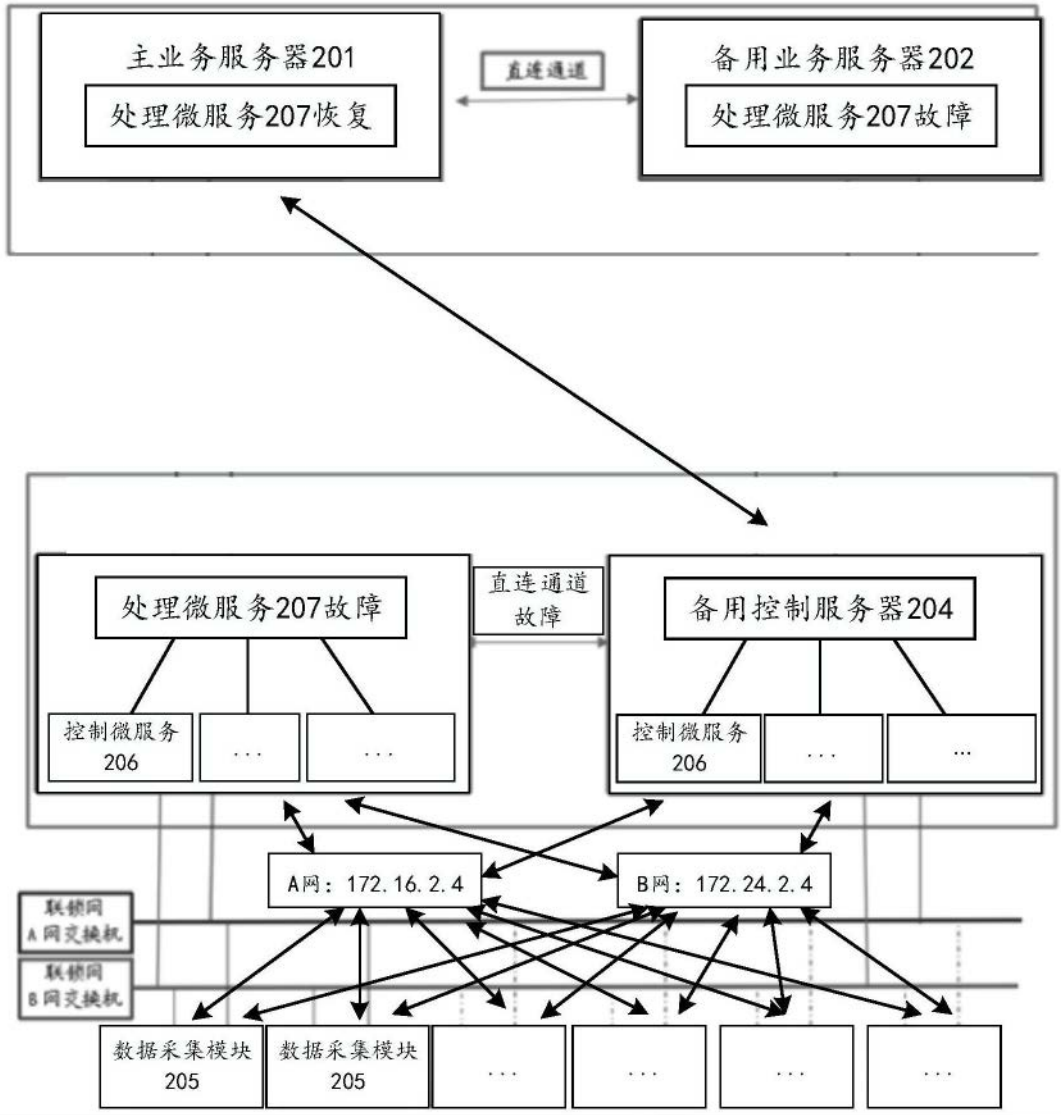 主业务服务器201
直连通道
备用业务服务器202
处理微服务207恢复
处理微服务207故障
处理微服务207故障
直连通道
故障
备用控制服务器204
控制微服务
206
...
...
控制微服务
206
...
...
A网：172.16.2.4
B网：172.24.2.4
联锁网
A网交换机
联锁网
B网交换机
数据采集模块
205
数据采集模块
205
...
...
...
...